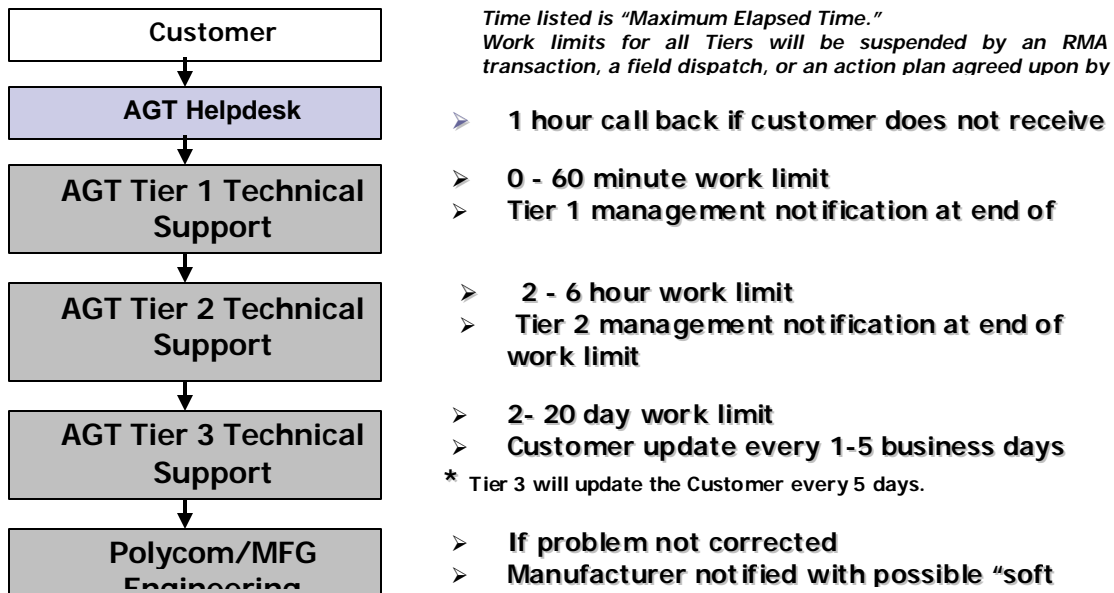 Customer
Time listed is “Maximum Elapsed Time.”
Work limits for all Tiers will be suspended by an RMA
transaction, a field dispatch, or an action plan agreed upon by
AGT Helpdesk
➢ 1 hour call back if customer does not receive
AGT Tier 1 Technical
Support
➢ 0 - 60 minute work limit
➢ Tier 1 management notification at end of
AGT Tier 2 Technical
Support
➢ 2 - 6 hour work limit
➢ Tier 2 management notification at end of
work limit
AGT Tier 3 Technical
Support
➢ 2- 20 day work limit
➢ Customer update every 1-5 business days
* Tier 3 will update the Customer every 5 days.
Polycom/MFG
Engineering
➢ If problem not corrected
➢ Manufacturer notified with possible “soft